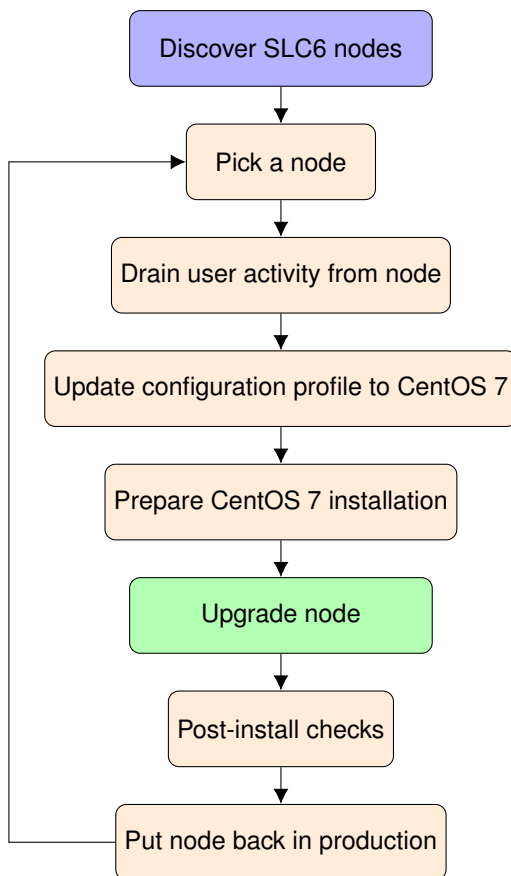 Discover SLC6 nodes
Pick a node
Drain user activity from node
Update configuration profile to CentOS 7
Prepare CentOS 7 installation
Upgrade node
Post-install checks
Put node back in production